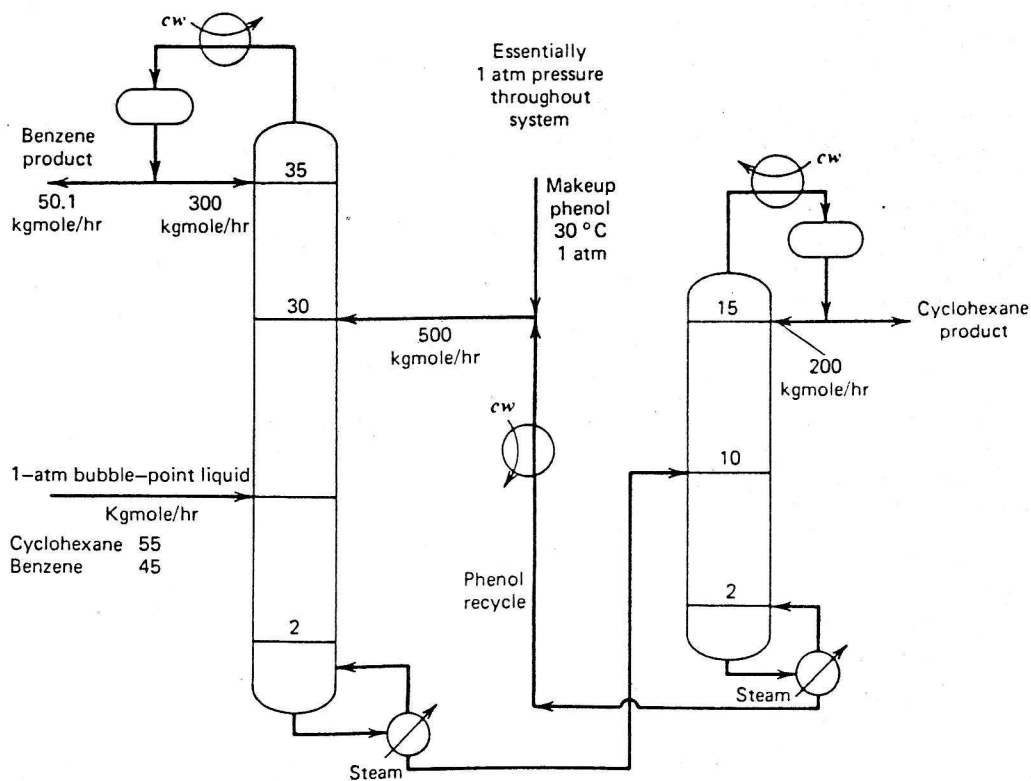 cw
Essentially
1 atm pressure
throughout
system
Benzene
product
50.1
kgmole/hr
300
kgmole/hr
35
30
1-atm bubble-point liquid
Kgmole/hr
Cyclohexane 55
Benzene 45
2
Steam
Makeup
phenol
30 °C
1 atm
500
kgmole/hr
cw
Phenol
recycle
cw
15
Cyclohexane
product
200
kgmole/hr
10
2
Steam